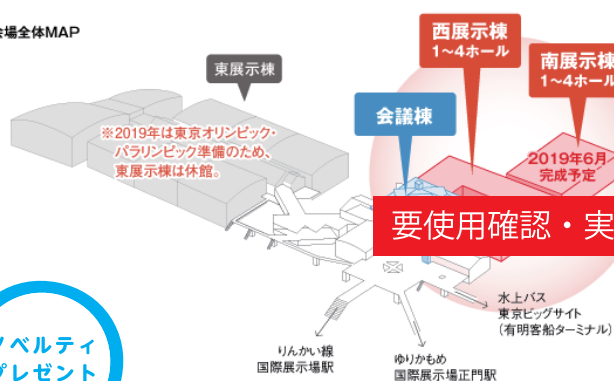 会場全体MAP
西展示棟
1〜4ホール
南展示棟
1〜4ホール
東展示棟
会議棟
※2019年は東京オリンピック・
パラリンピック準備のため、
東展示棟は休館。
2019年6月
完成予定
要使用確認・実
水上バス
東京ビッグサイト
(有明客船ターミナル)
りんかい線
国際展示場駅
ゆりかもめ
国際展示場正門駅
ノベルティ
プレゼント